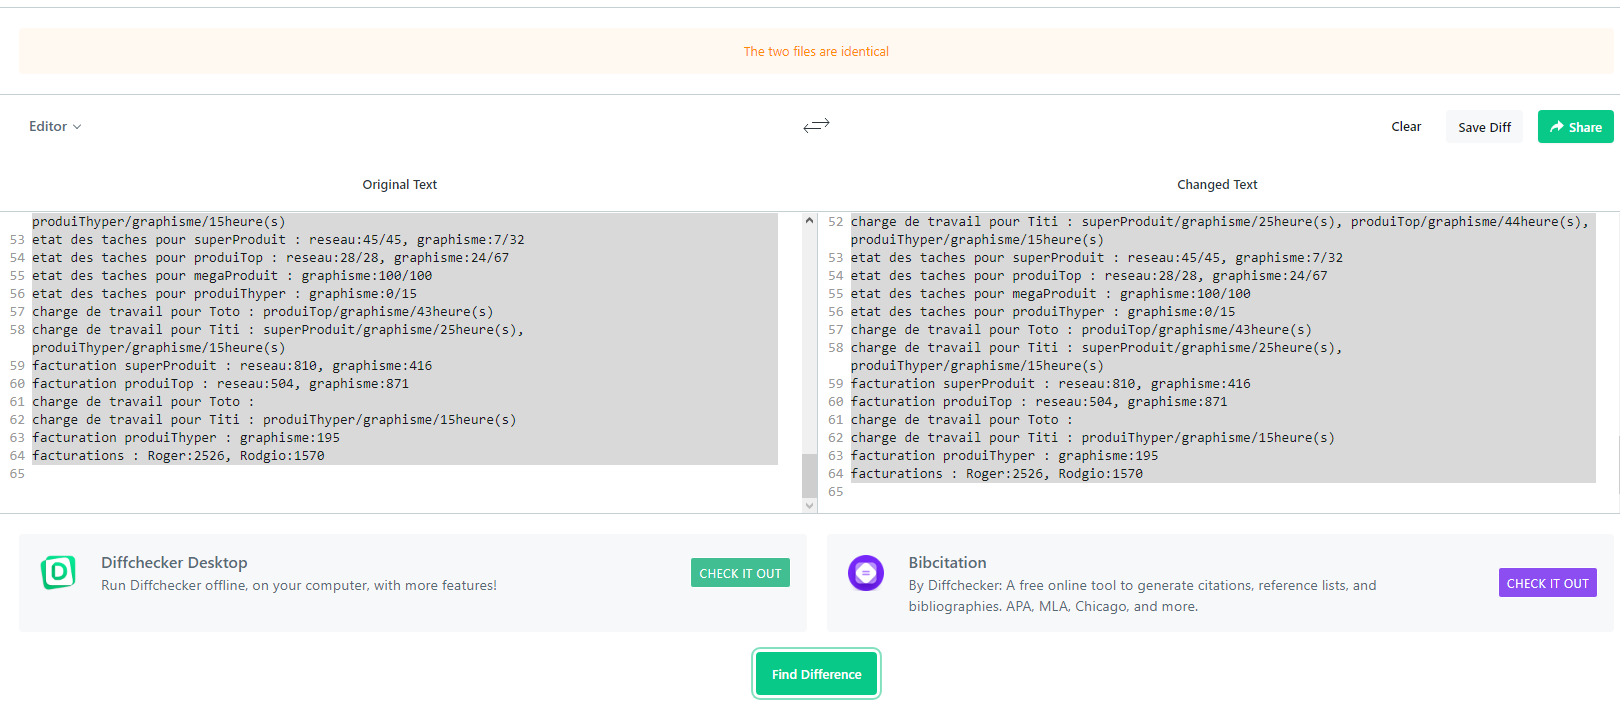 The two files are identical
Editor
Clear
Save Diff
Share
Original Text
Changed Text
produiThyper/graphisme/15heure(s)
53 etat des taches pour superProduit : reseau:45/45, graphisme:7/32
54 etat des taches pour produiTop : reseau:28/28, graphisme:24/67
55 etat des taches pour megaProduit : graphisme:100/100
56 etat des taches pour produiThyper : graphisme:0/15
57 charge de travail pour Toto : produiTop/graphisme/43heure(s)
58 charge de travail pour Titi : superProduit/graphisme/25heure(s),
produiThyper/graphisme/15heure(s)
59 facturation superProduit : reseau:810, graphisme:416
60 facturation produiTop : reseau:504, graphisme:871
61 charge de travail pour Toto :
62 charge de travail pour Titi : produiThyper/graphisme/15heure(s)
63 facturation produiThyper : graphisme:195
64 facturations : Roger:2526, Rodgio:1570
65
52 charge de travail pour Titi : superProduit/graphisme/25heure(s), produiTop/graphisme/44heure(s),
produiThyper/graphisme/15heure(s)
53 etat des taches pour superProduit : reseau:45/45, graphisme:7/32
54 etat des taches pour produiTop : reseau:28/28, graphisme:24/67
55 etat des taches pour megaProduit : graphisme:100/100
56 etat des taches pour produiThyper : graphisme:0/15
57 charge de travail pour Toto : produiTop/graphisme/43heure(s)
58 charge de travail pour Titi : superProduit/graphisme/25heure(s),
produiThyper/graphisme/15heure(s)
59 facturation superProduit : reseau:810, graphisme:416
60 facturation produiTop : reseau:504, graphisme:871
61 charge de travail pour Toto :
62 charge de travail pour Titi : produiThyper/graphisme/15heure(s)
63 facturation produiThyper : graphisme:195
64 facturations : Roger:2526, Rodgio:1570
65
D
Diffchecker Desktop
Run Diffchecker offline, on your computer, with more features!
CHECK IT OUT
Bibcitation
By Diffchecker: A free online tool to generate citations, reference lists, and
bibliographies. APA, MLA, Chicago, and more.
CHECK IT OUT
Find Difference